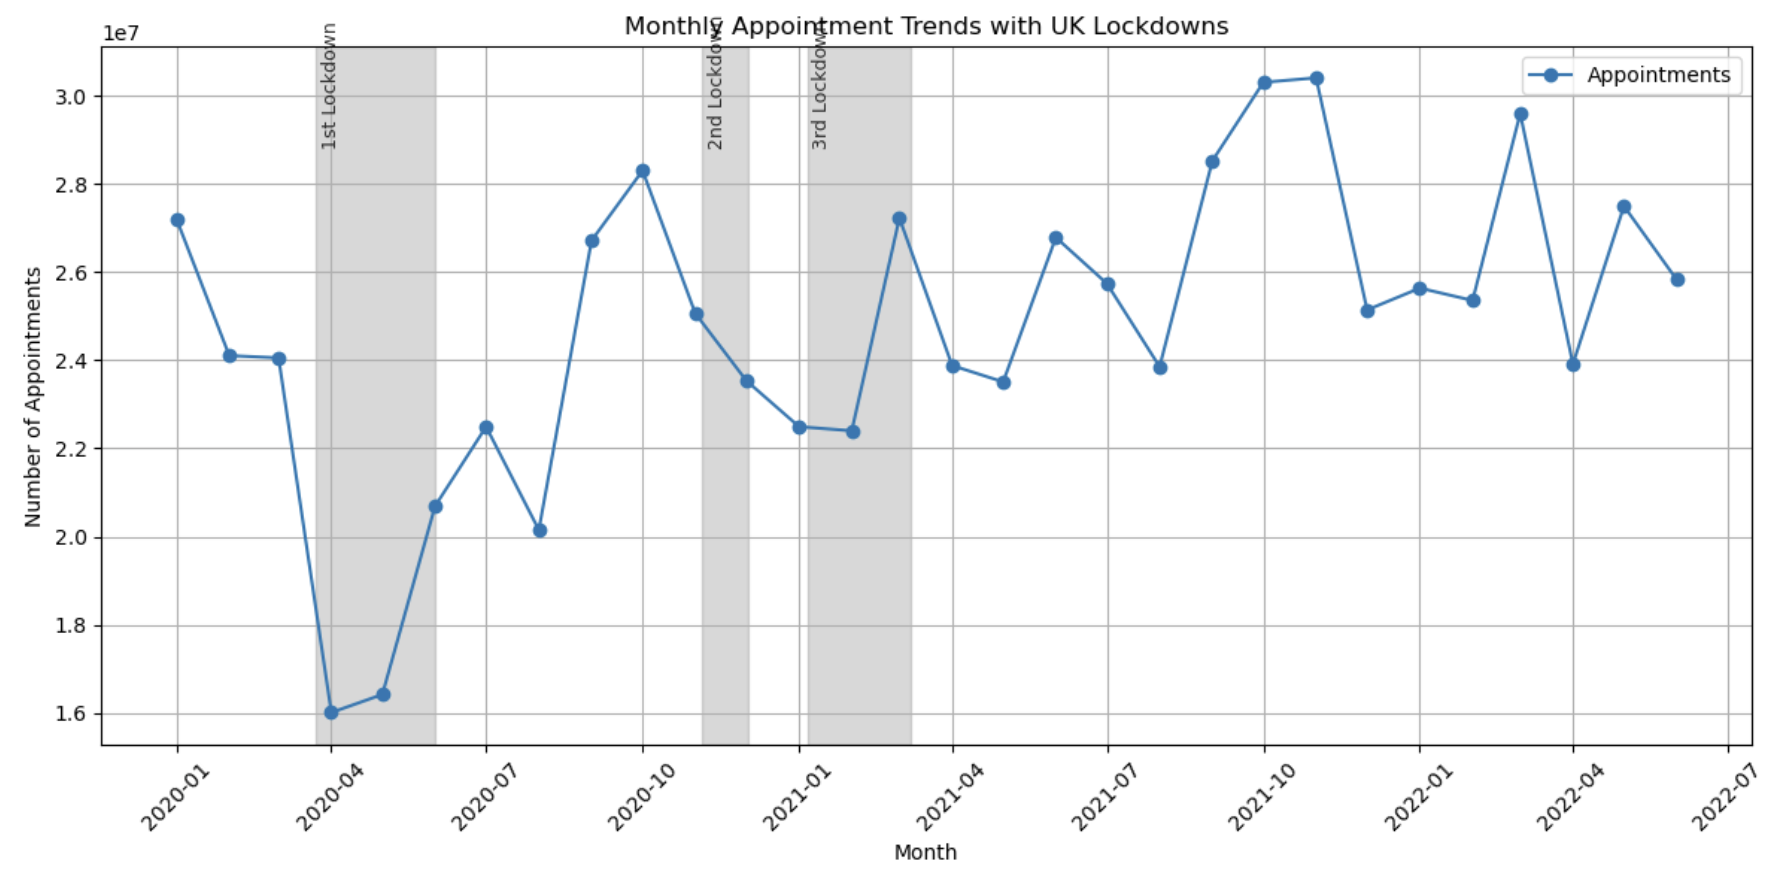 Monthly Appointment Trends with UK Lockdowns
1e7
1st Lockdown
2nd Lockdown
3rd Lockdown
Appointments
3.0
2.8
2.6
2.4
2.2
2.0
1.8
1.6
Number of Appointments
2020-01
2020-04
2020-07
2020-10
2021-01
2021-04
2021-07
2021-10
2022-01
2022-04
2022-07
Month